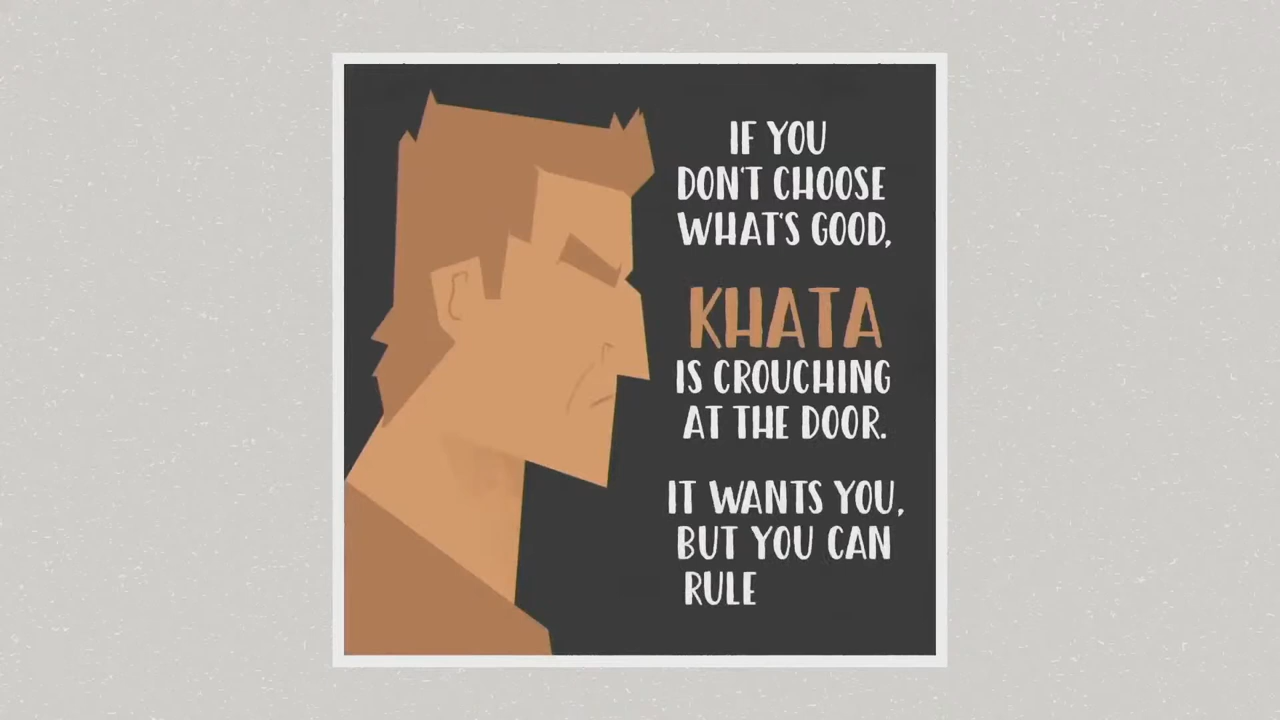 IF YOU
DON'T CHOOSE
WHAT'S GOOD,
KHATA
IS CROUCHING
AT THE DOOR.
IT WANTS YOU,
BUT YOU CAN
RULE